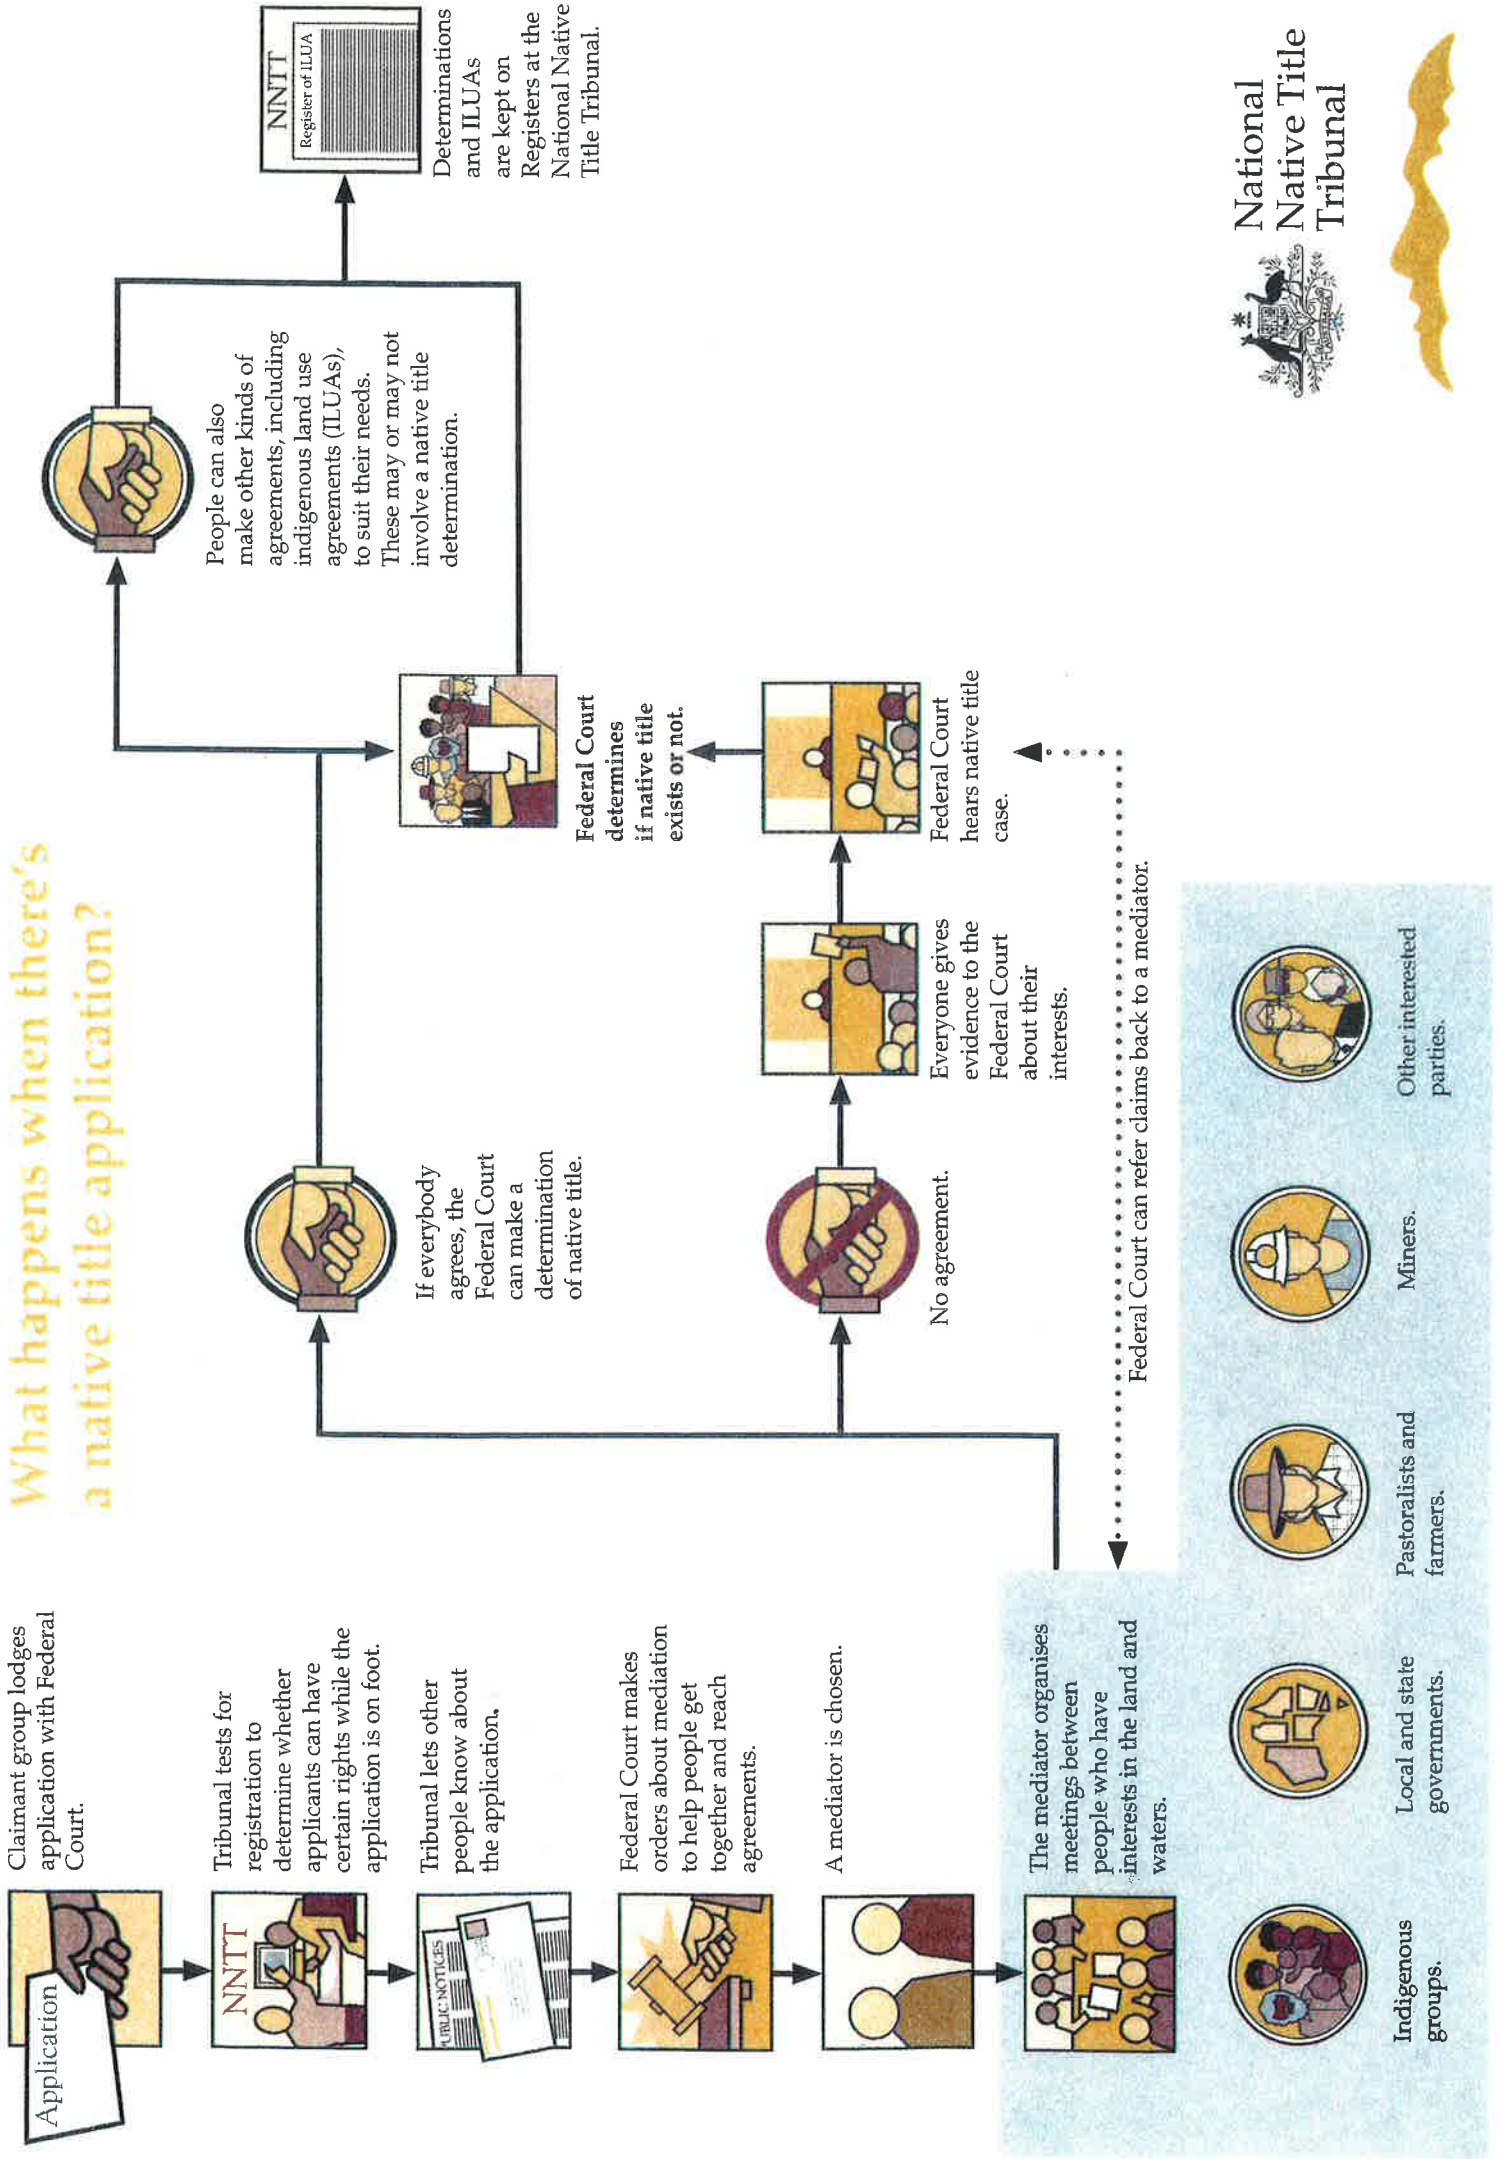 What happens when there's
a native title application?
Application
Claimant group lodges
application with Federal
Court.
NNTT
Tribunal tests for
registration to
determine whether
applicants can have
certain rights while the
application is on foot.
UBLIC NOTICES
Tribunal lets other
people know about
the application.
Federal Court makes
orders about mediation
to help people get
together and reach
agreements.
A mediator is chosen.
The mediator organises
meetings between
people who have
interests in the land and
waters.
Indigenous
groups.
Local and state
governments.
Pastoralists and
farmers.
Miners.
Other interested
parties.
If everybody
agrees, the
Federal Court
can make a
determination
of native title.
No agreement.
Everyone gives
evidence to the
Federal Court
about their
interests.
Federal Court
hears native title
case.
Federal Court can refer claims back to a mediator.
Federal Court
determines
if native title
exists or not.
People can also
make other kinds of
agreements, including
indigenous land use
agreements (ILUAs),
to suit their needs.
These may or may not
involve a native title
determination.
NNTT
Register of ILUA
Determinations
and ILUAs
are kept on
Registers at the
National Native
Title Tribunal.
National
Native Title
Tribunal
AUSTRALIA